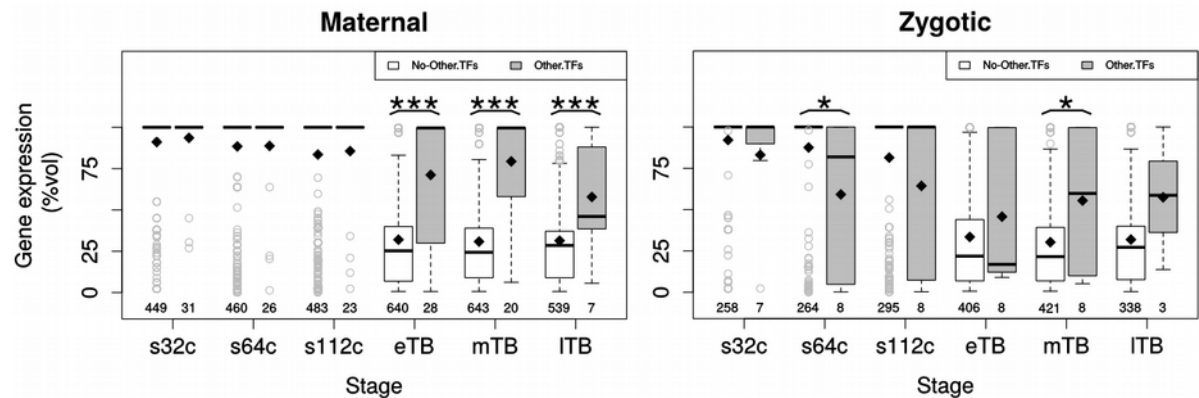 Maternal
Zygotic
No-Other.TFs Other.TFs
No-Other.TFs Other.TFs
*** *** ***
* *
Gene expression
(%vol)
75
25
0
75
25
0
449 31 460 26 483 23 640 28 643 20 539 7
258 7 264 8 295 8 406 8 421 8 338 3
s32c s64c s112c eTB mTB lTB
s32c s64c s112c eTB mTB lTB
Stage
Stage